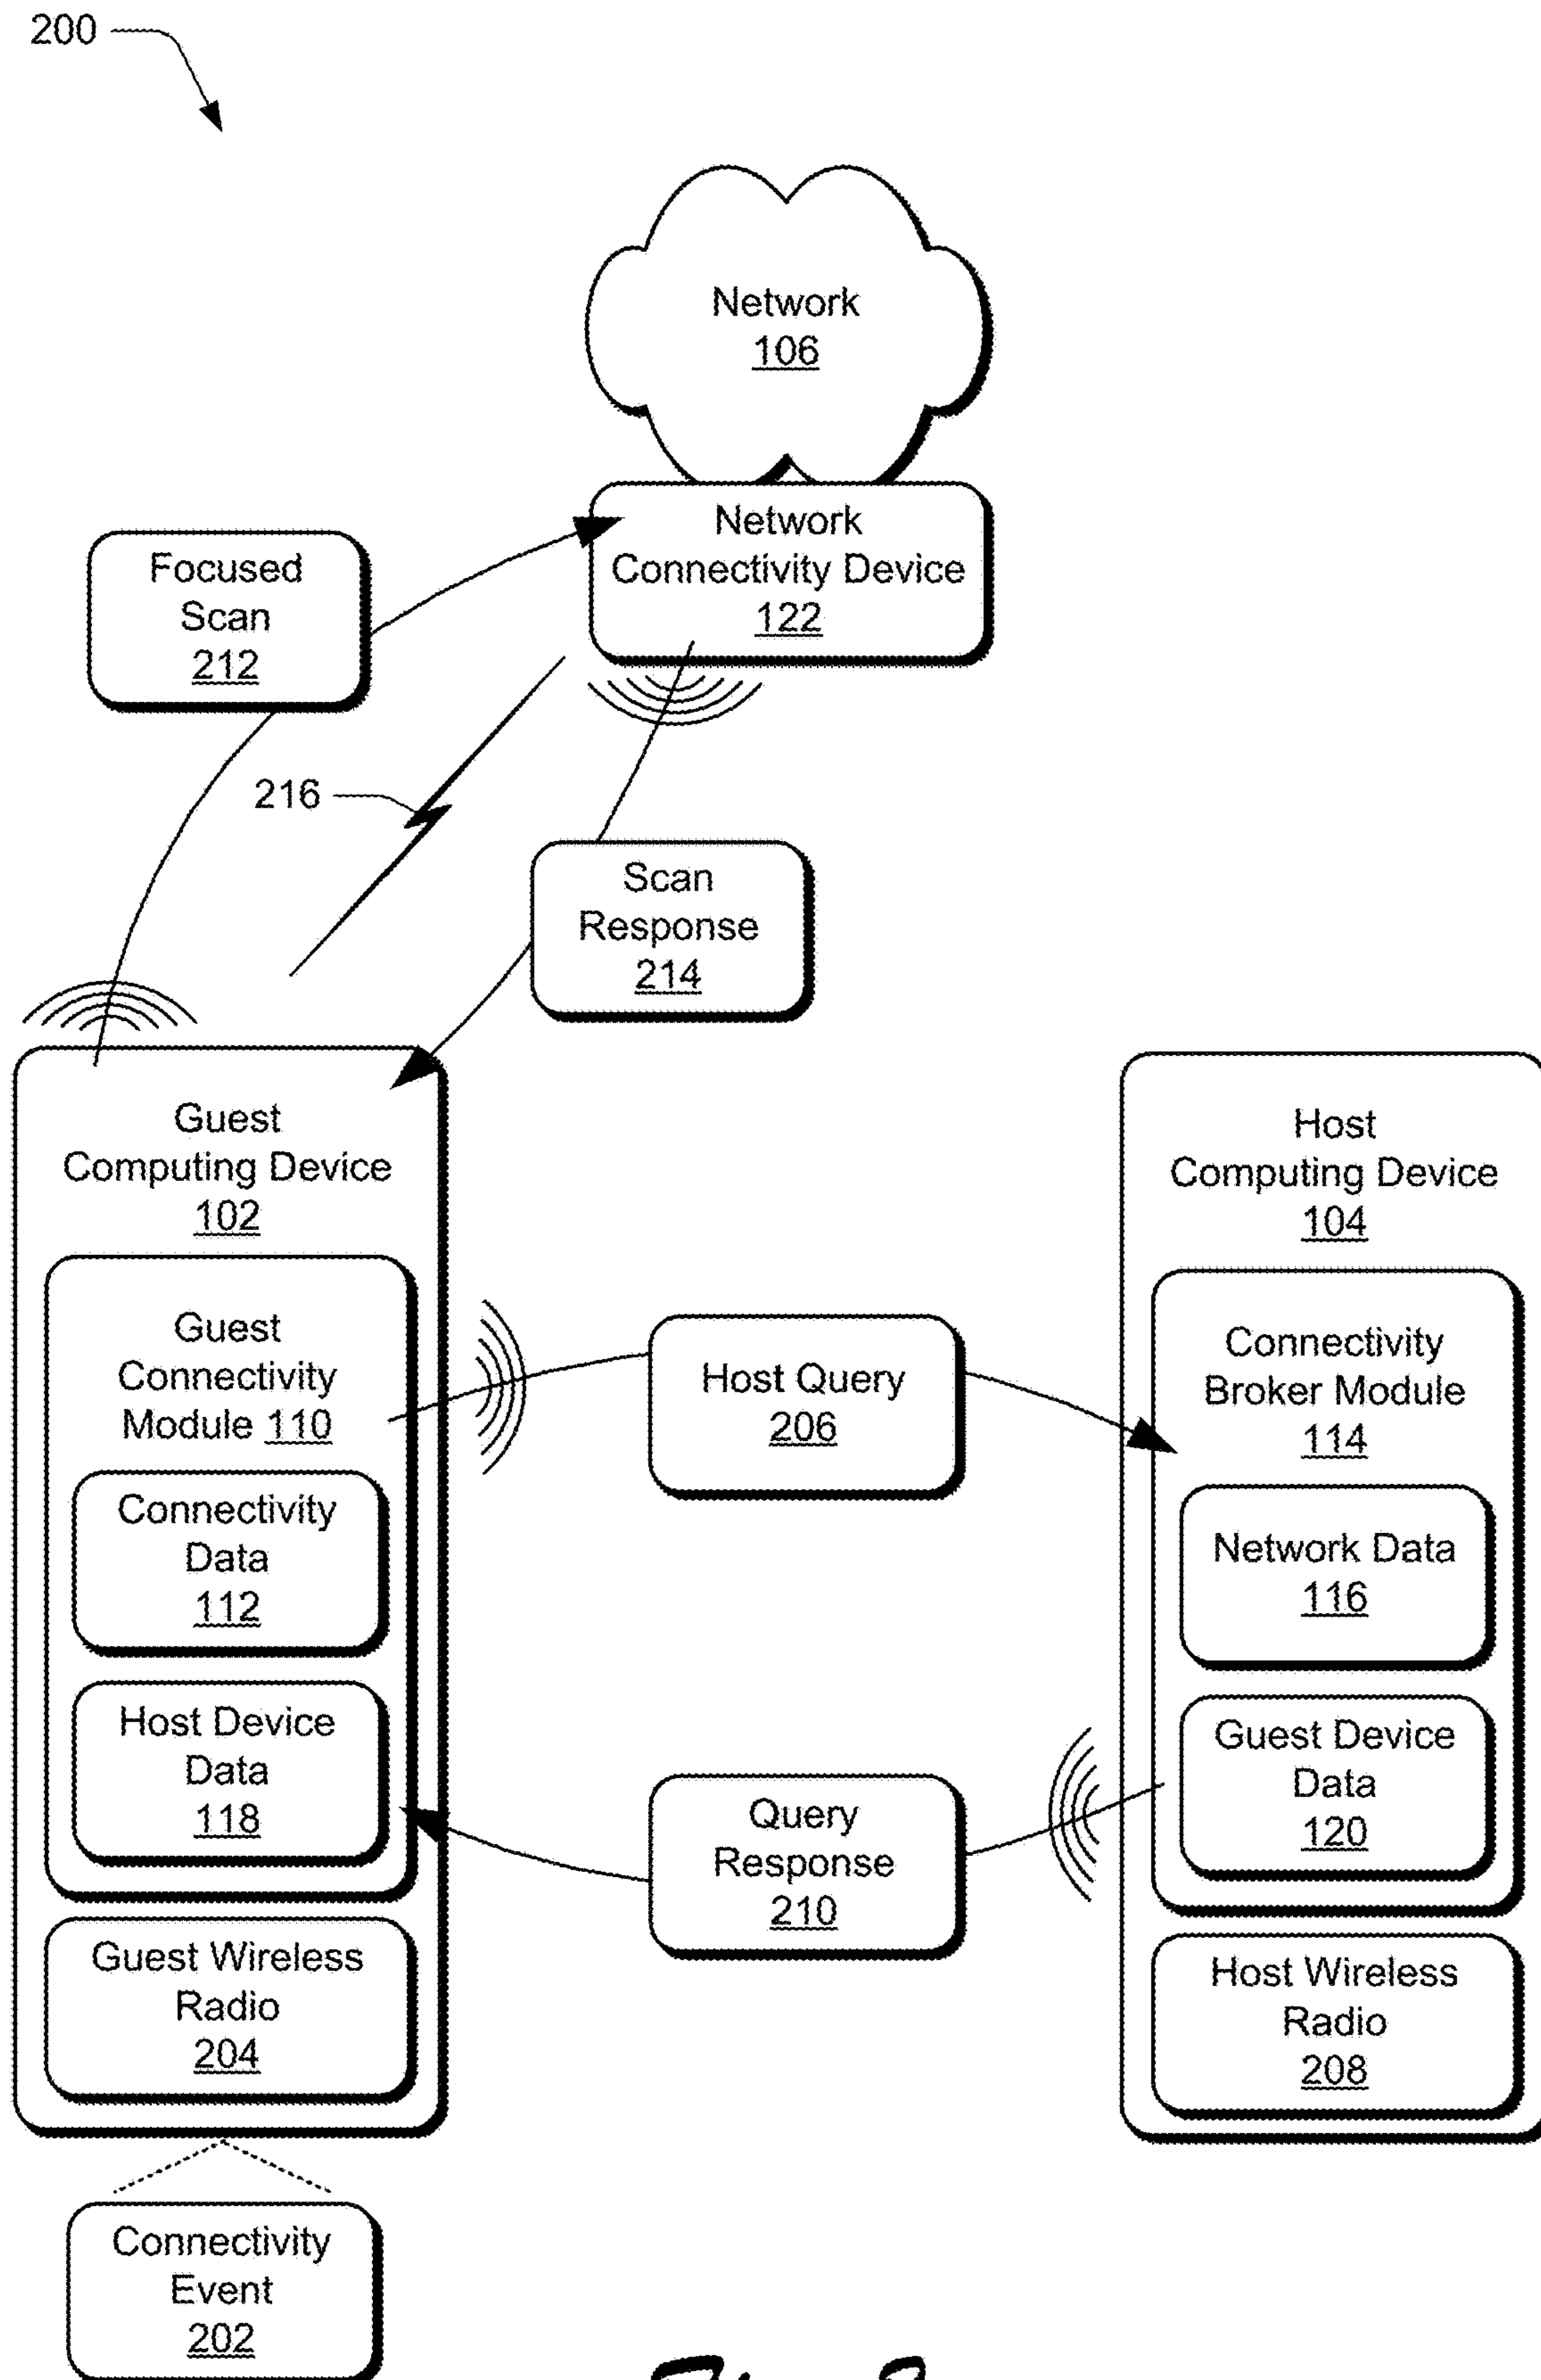 200
Network
106
Network
Connectivity Device
122
Focused
Scan
212
216
Scan
Response
214
Guest
Computing Device
102
Guest
Connectivity
Module 110
Connectivity
Data
112
Host Device
Data
118
Guest Wireless
Radio
204
Connectivity
Event
202
Host Query
206
Query
Response
210
Host
Computing Device
104
Connectivity
Broker Module
114
Network Data
116
Guest Device
Data
120
Host Wireless
Radio
208